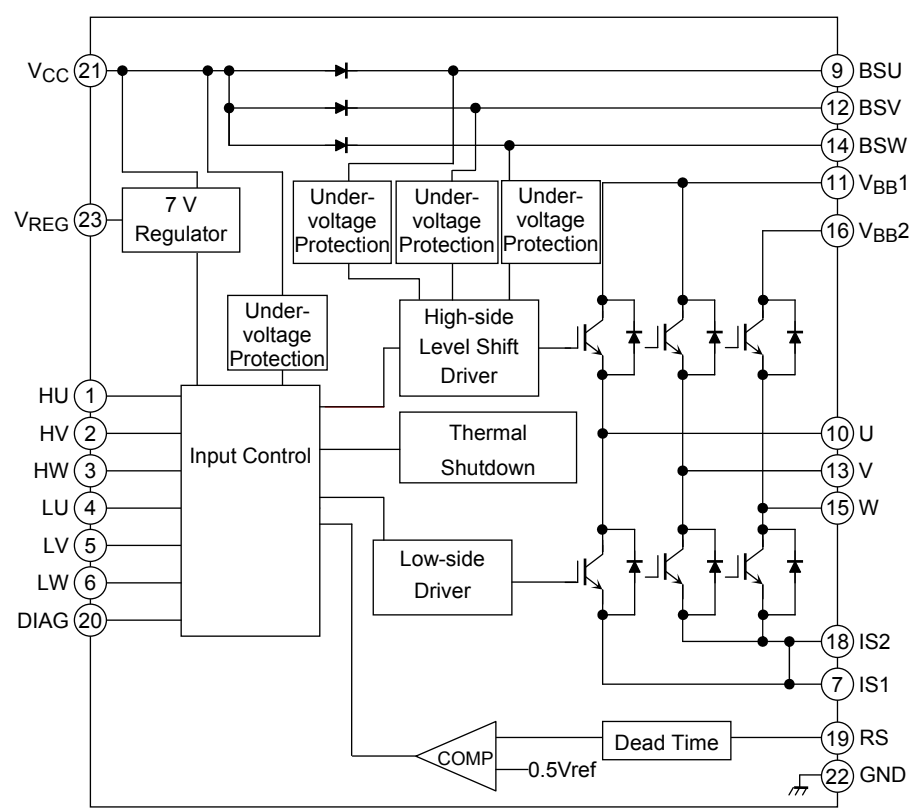 VCC 21
9 BSU
12 BSV
14 BSW
11 VBB1
16 VBB2
VREG 23
7 V
Regulator
Under-
voltage
Protection
Under-
voltage
Protection
Under-
voltage
Protection
Under-
voltage
Protection
High-side
Level Shift
Driver
HU 1
HV 2
HW 3
LU 4
LV 5
LW 6
DIAG 20
Input Control
Thermal
Shutdown
Low-side
Driver
10 U
13 V
15 W
18 IS2
7 IS1
COMP
0.5Vref
Dead Time
19 RS
22 GND